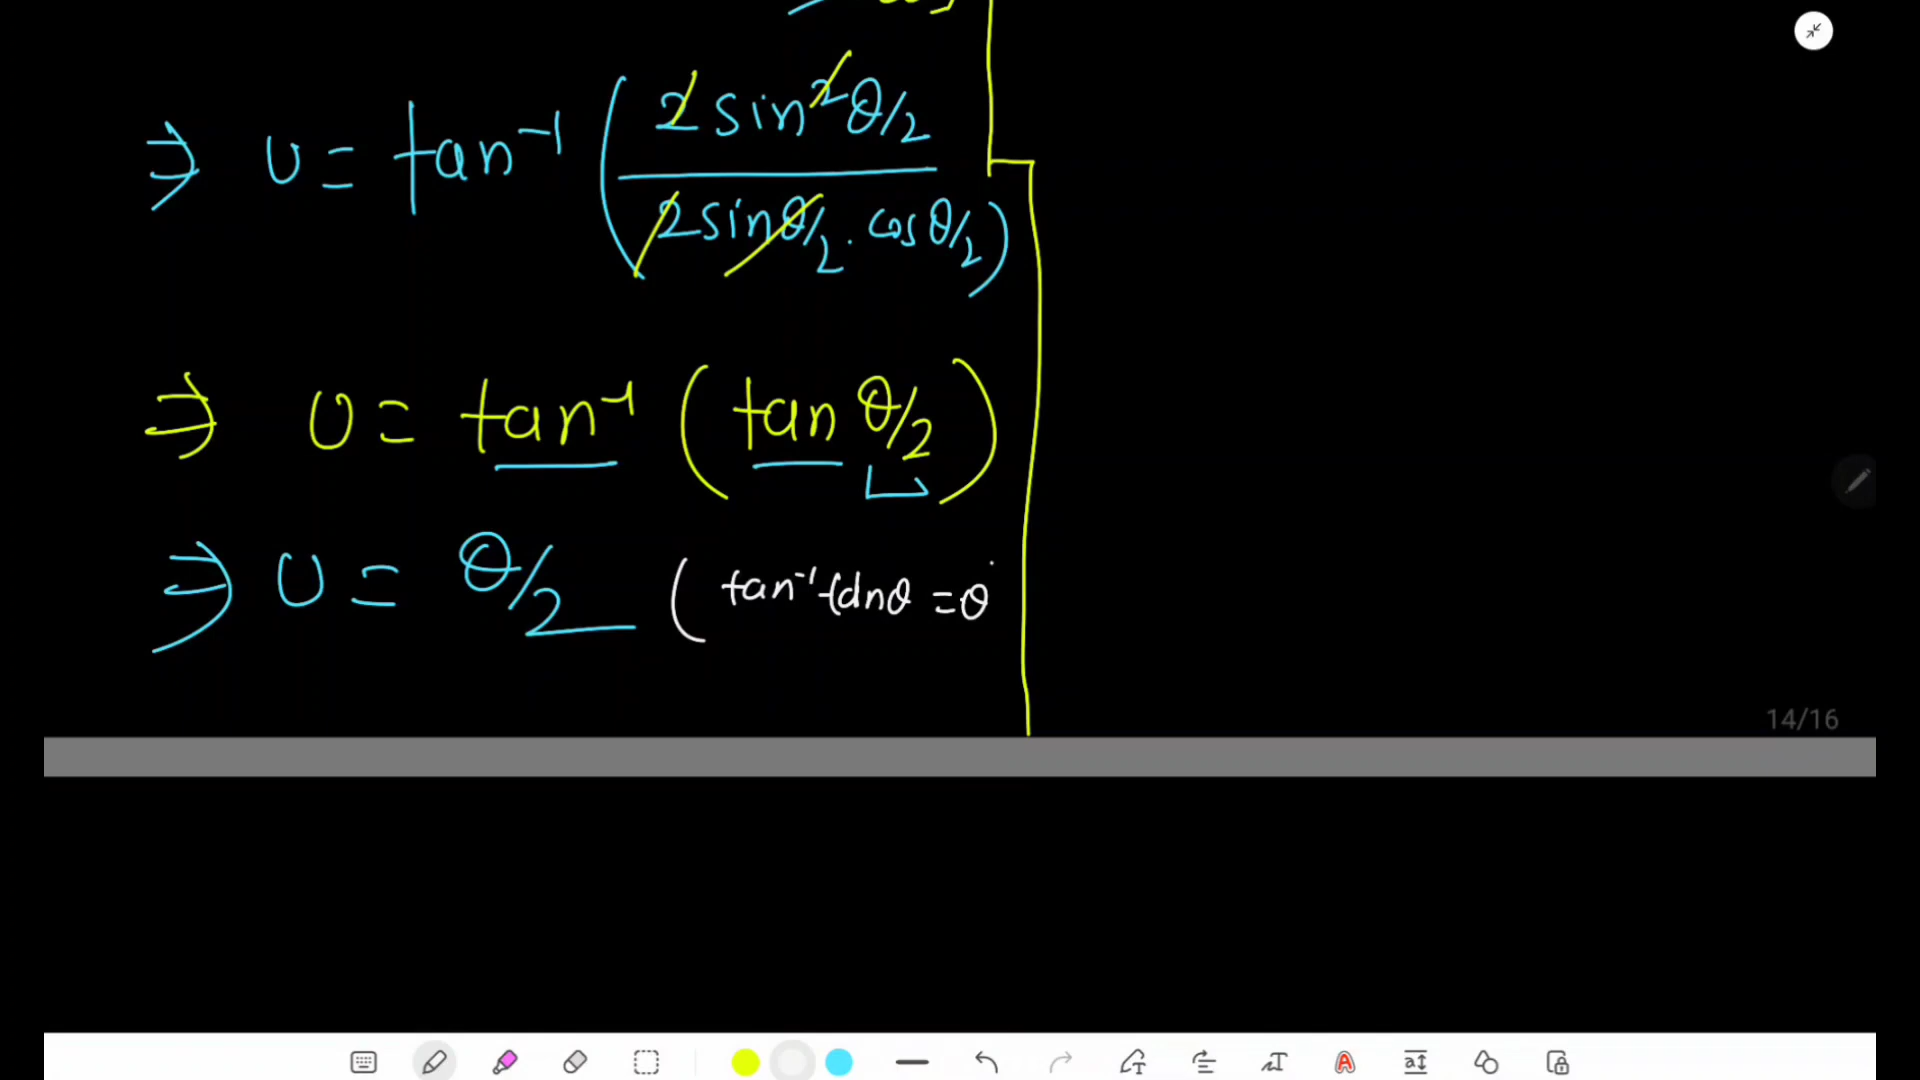 ⇒ U = tan⁻¹ ( 2 sin² θ/2 / 2 sin θ/2 . cos θ/2 )
⇒ U = tan⁻¹ ( tan θ/2 )
⇒ U = θ/2 ( tan⁻¹ tanθ = θ
14/16